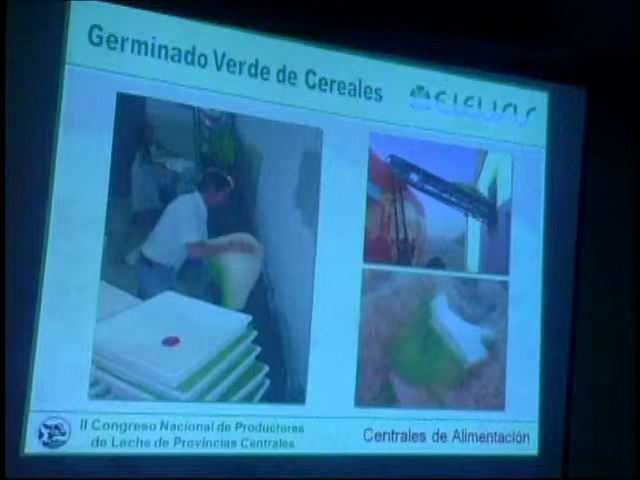 Germinado Verde de Cereales
II Congreso Nacional de Productores
de Leche de Provincias Centrales
Centrales de Alimentación